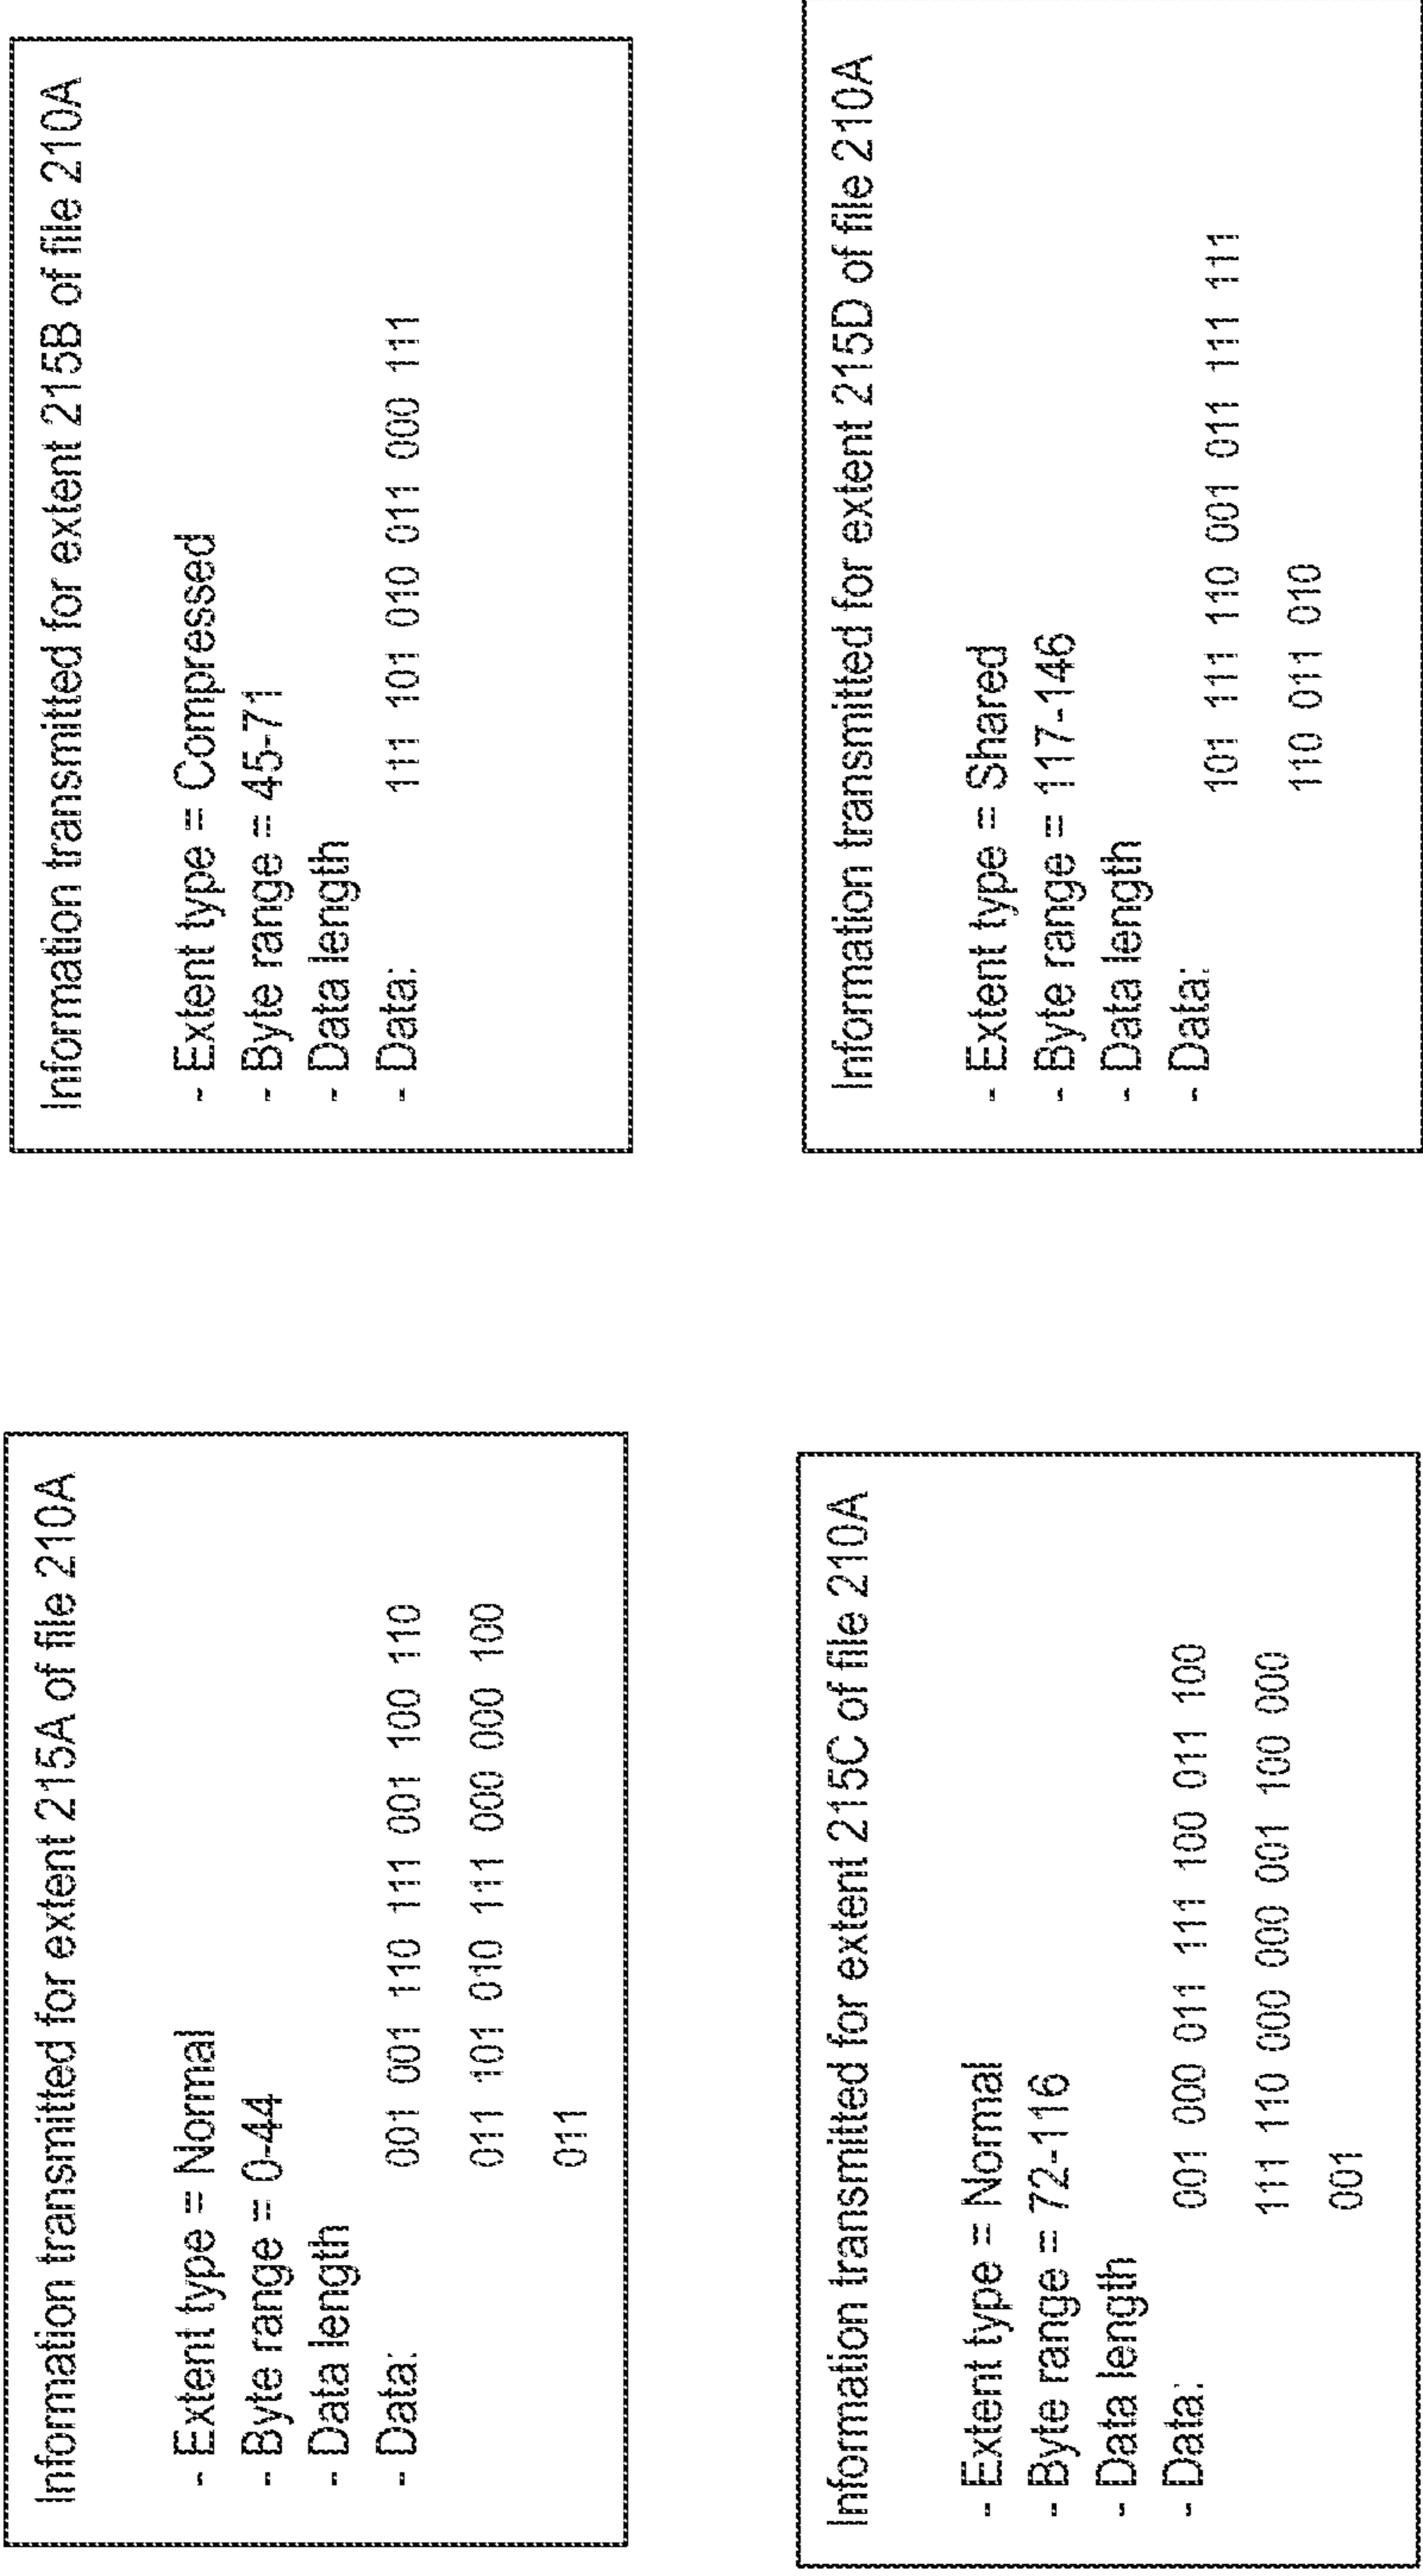 Information transmitted for extent 215A of file 210A
- Extent type = Normal
- Byte range = 0-44
- Data length
- Data:
001 001 110 111 001 100 110
011 101 010 111 000 000 100
011
Information transmitted for extent 215B of file 210A
- Extent type = Compressed
- Byte range = 45-71
- Data length
- Data:
111 101 010 011 000 111
Information transmitted for extent 215C of file 210A
- Extent type = Normal
- Byte range = 72-116
- Data length
- Data:
001 000 011 111 100 011 100
111 110 000 000 001 100 000
001
Information transmitted for extent 215D of file 210A
- Extent type = Shared
- Byte range = 117-146
- Data length
- Data:
101 111 110 001 011 111 111
110 011 010